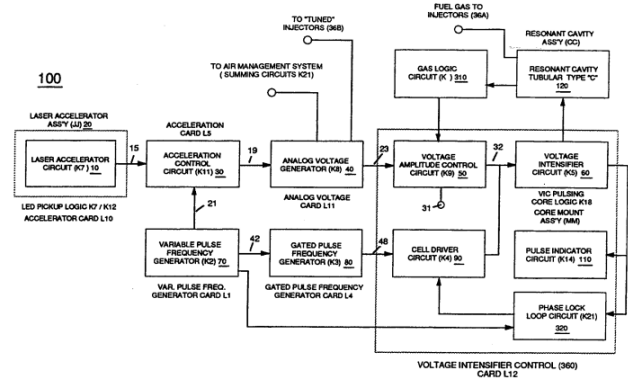 FUEL GAS TO
INJECTORS (36A)
TO "TUNED"
INJECTORS (36B)
RESONANT CAVITY
ASS'Y (CC)
TO AIR MANAGEMENT SYSTEM
( SUMMING CIRCUITS K21)
GAS LOGIC
CIRCUIT (K ) 310
RESONANT CAVITY
TUBULAR TYPE "C"
120
100
LASER ACCELERATOR
ASS'Y (JJ) 20
ACCELERATION
CARD L5
15
19
23
32
LASER ACCELERATOR
CIRCUIT (K7) 10
ACCELERATION
CONTROL
CIRCUIT (K11) 30
ANALOG VOLTAGE
GENERATOR (K8) 40
VOLTAGE
AMPLITUDE CONTROL
CIRCUIT (K9) 50
VOLTAGE
INTENSIFIER
CIRCUIT (K5) 60
LED PICKUP LOGIC K7 / K12
ACCELERATOR CARD L10
21
ANALOG VOLTAGE
CARD L11
31
VIC PULSING
CORE LOGIC K18
CORE MOUNT
ASS'Y (MM)
42
48
VARIABLE PULSE
FREQUENCY
GENERATOR (K2) 70
GATED PULSE
FREQUENCY
GENERATOR (K3) 80
CELL DRIVER
CIRCUIT (K4) 90
PULSE INDICATOR
CIRCUIT (K14) 110
VAR. PULSE FREQ.
GENERATOR CARD L1
GATED PULSE FREQUENCY
GENERATOR CARD L4
PHASE LOCK
LOOP CIRCUIT (K21)
320
VOLTAGE INTENSIFIER CONTROL (360)
CARD L12